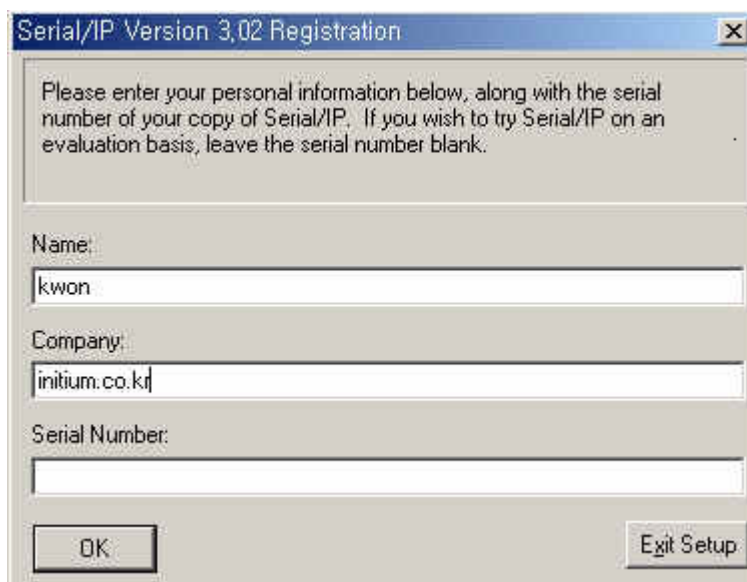 Serial/IP Version 3,02 Registration
Please enter your personal information below, along with the serial
number of your copy of Serial/IP. If you wish to try Serial/IP on an
evaluation basis, leave the serial number blank.
Name:
kwon
Company:
initium.co.kr
Serial Number:
OK
Exit Setup